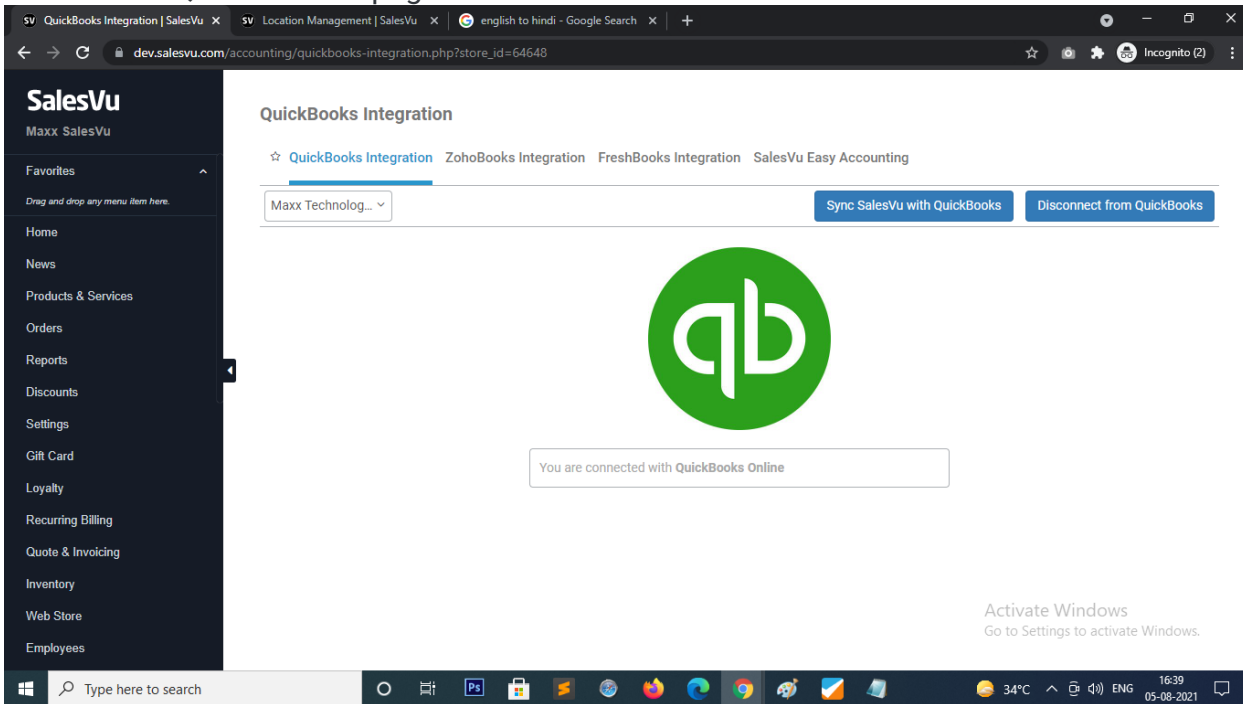 QuickBooks Integration | SalesVu
Location Management | SalesVu
english to hindi - Google Search
dev.salesvu.com/accounting/quickbooks-integration.php?store_id=64648
Incognito (2)
SalesVu
Maxx SalesVu
Favorites
Drag and drop any menu item here.
Home
News
Products & Services
Orders
Reports
Discounts
Settings
Gift Card
Loyalty
Recurring Billing
Quote & Invoicing
Inventory
Web Store
Employees
QuickBooks Integration
QuickBooks Integration ZohoBooks Integration FreshBooks Integration SalesVu Easy Accounting
Maxx Technolog...
Sync SalesVu with QuickBooks
Disconnect from QuickBooks
qb
You are connected with QuickBooks Online
Activate Windows
Go to Settings to activate Windows.
Type here to search
Ps
34°C
ENG
16:39
05-08-2021